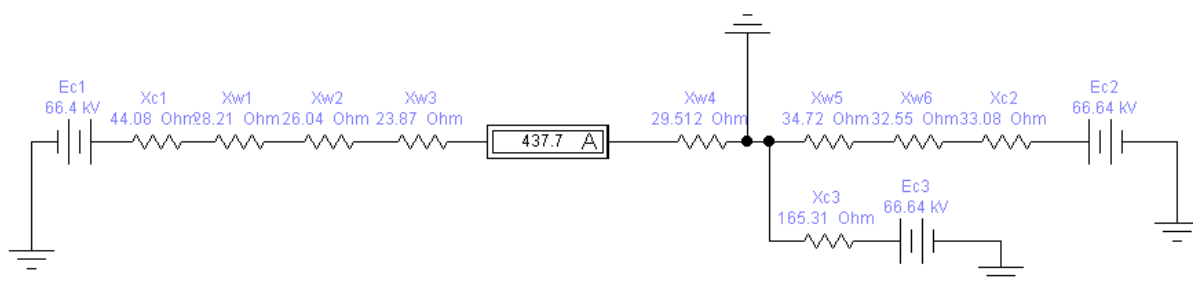 Ec1
66.4 kV
Xc1
44.08 Ohm
Xw1
28.21 Ohm
Xw2
26.04 Ohm
Xw3
23.87 Ohm
437.7 A
Xw4
29.512 Ohm
Xw5
34.72 Ohm
Xw6
32.55 Ohm
Xc2
33.08 Ohm
Ec2
66.64 kV
Xc3
165.31 Ohm
Ec3
66.64 kV